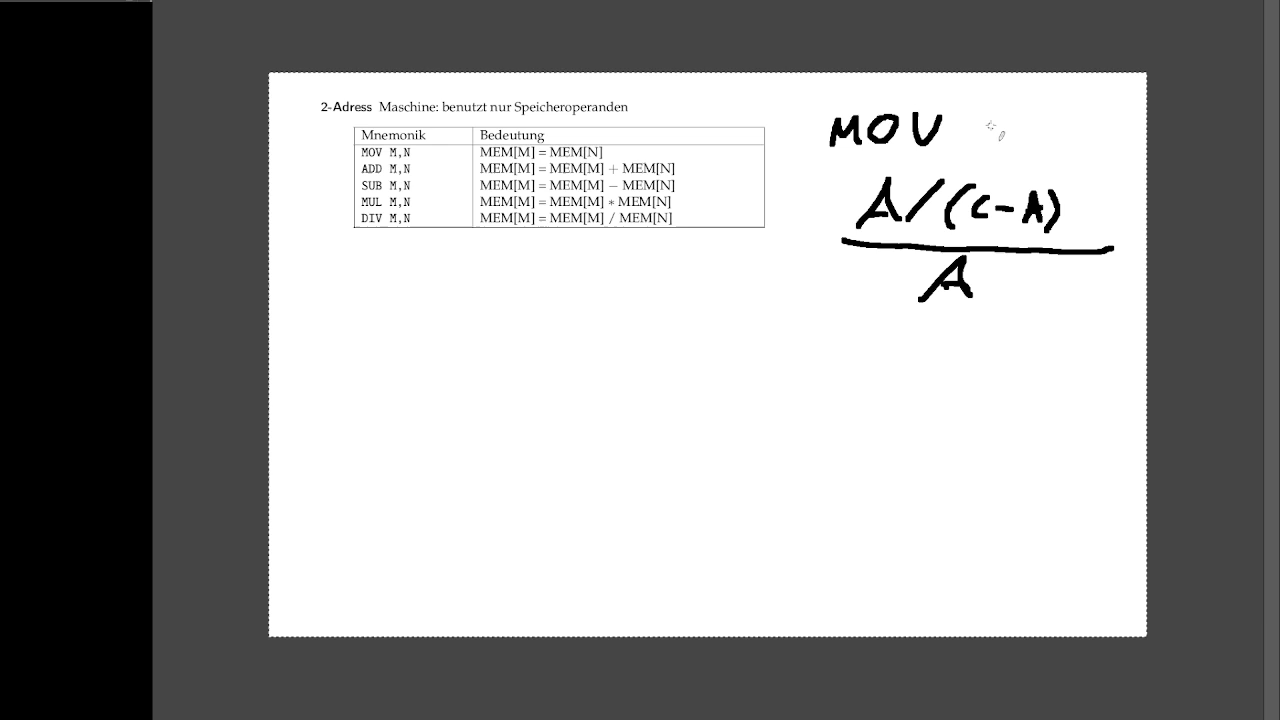 2-Adress Maschine: benutzt nur Speicheroperanden
Mnemonik Bedeutung
MOV M,N MEM[M] = MEM[N]
ADD M,N MEM[M] = MEM[M] + MEM[N]
SUB M,N MEM[M] = MEM[M] − MEM[N]
MUL M,N MEM[M] = MEM[M] * MEM[N]
DIV M,N MEM[M] = MEM[M] / MEM[N]
MOV
A/(C-A)
A